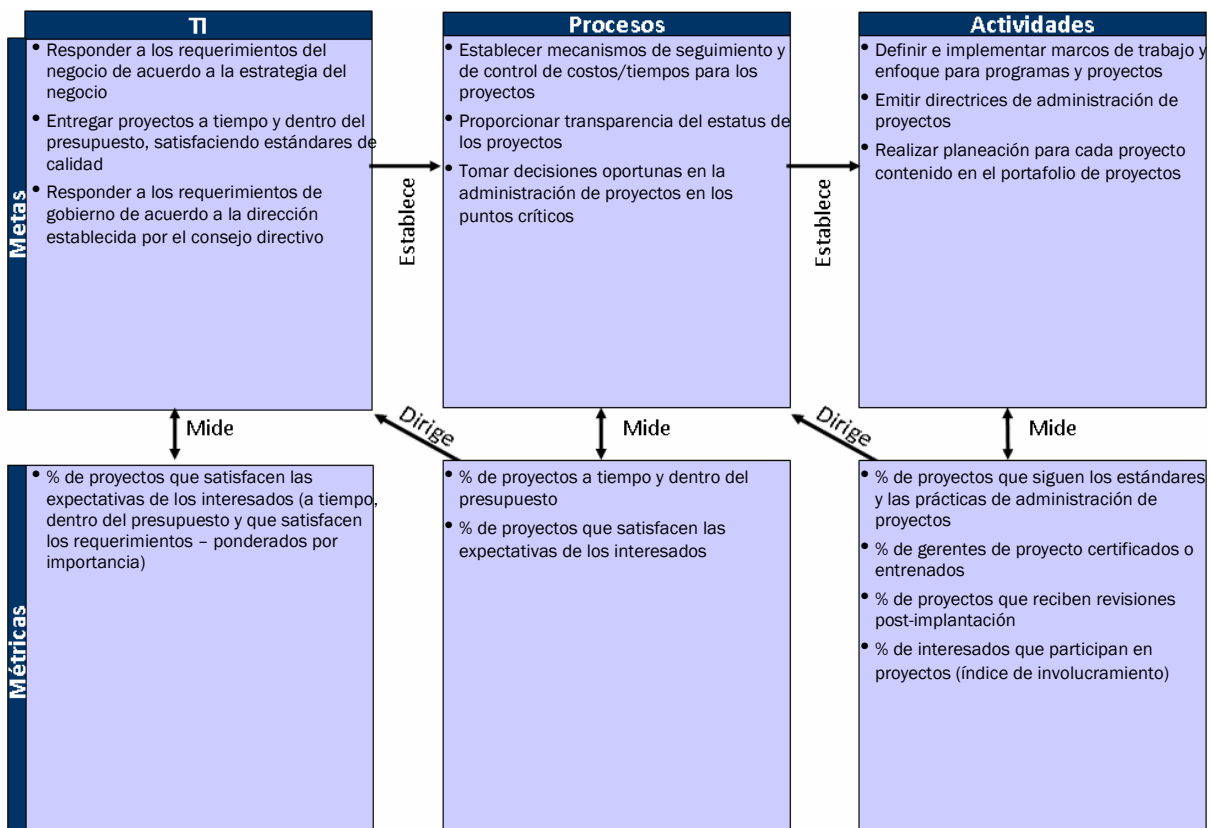 TI
Procesos
Actividades
Metas
• Responder a los requerimientos del
negocio de acuerdo a la estrategia del
negocio
• Entregar proyectos a tiempo y dentro del
presupuesto, satisfaciendo estándares de
calidad
• Responder a los requerimientos de
gobierno de acuerdo a la dirección
establecida por el consejo directivo
Establece
• Establecer mecanismos de seguimiento y
de control de costos/tiempos para los
proyectos
• Proporcionar transparencia del estatus de
los proyectos
• Tomar decisiones oportunas en la
administración de proyectos en los
puntos críticos
Establece
• Definir e implementar marcos de trabajo y
enfoque para programas y proyectos
• Emitir directrices de administración de
proyectos
• Realizar planeación para cada proyecto
contenido en el portafolio de proyectos
Mide
Dirige
Mide
Dirige
Mide
Métricas
• % de proyectos que satisfacen las
expectativas de los interesados (a tiempo,
dentro del presupuesto y que satisfacen
los requerimientos – ponderados por
importancia)
• % de proyectos a tiempo y dentro del
presupuesto
• % de proyectos que satisfacen las
expectativas de los interesados
• % de proyectos que siguen los estándares
y las prácticas de administración de
proyectos
• % de gerentes de proyecto certificados o
entrenados
• % de proyectos que reciben revisiones
post-implantación
• % de interesados que participan en
proyectos (índice de involucramiento)